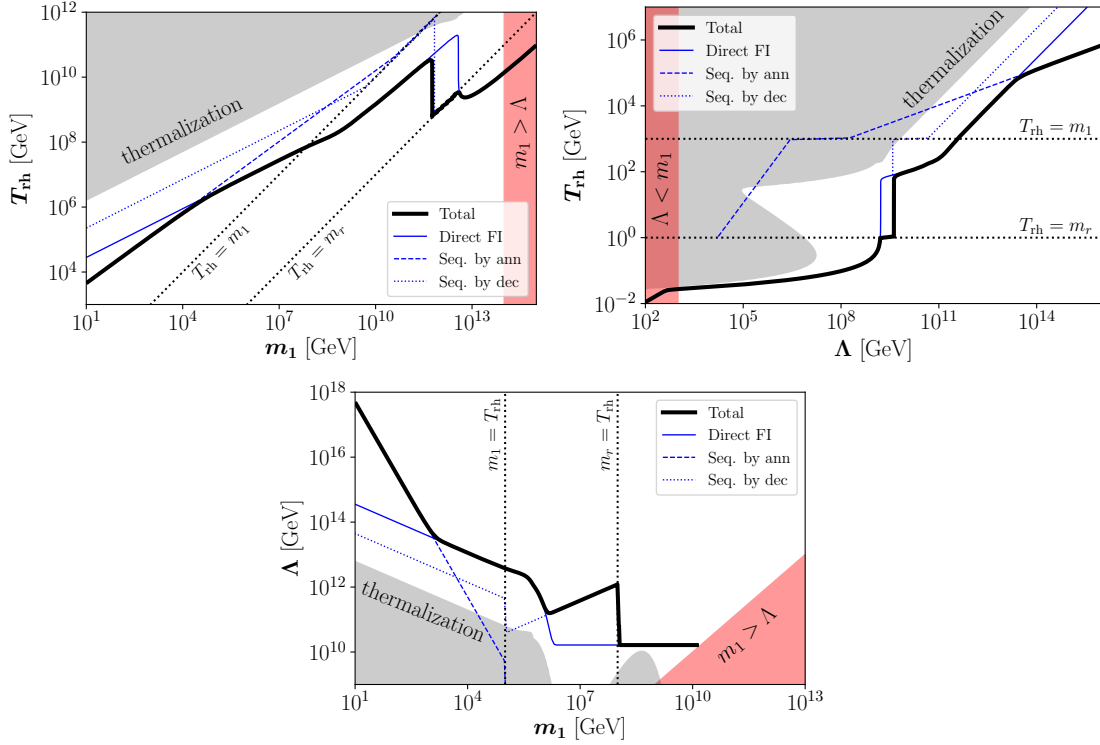 10^12
10^10
10^8
10^6
10^4
T_rh [GeV]
thermalization
T_rh = m_1
T_rh = m_r
m_1 > Λ
Total
Direct FI
Seq. by ann
Seq. by dec
10^1 10^4 10^7 10^10 10^13
m_1 [GeV]
10^6
10^4
10^2
10^0
10^-2
T_rh [GeV]
Λ < m_1
Total
Direct FI
Seq. by ann
Seq. by dec
thermalization
T_rh = m_1
T_rh = m_r
10^2 10^5 10^8 10^11 10^14
Λ [GeV]
10^18
10^16
10^14
10^12
10^10
Λ [GeV]
thermalization
m_1 = T_rh
m_r = T_rh
Total
Direct FI
Seq. by ann
Seq. by dec
m_1 > Λ
10^1 10^4 10^7 10^10 10^13
m_1 [GeV]